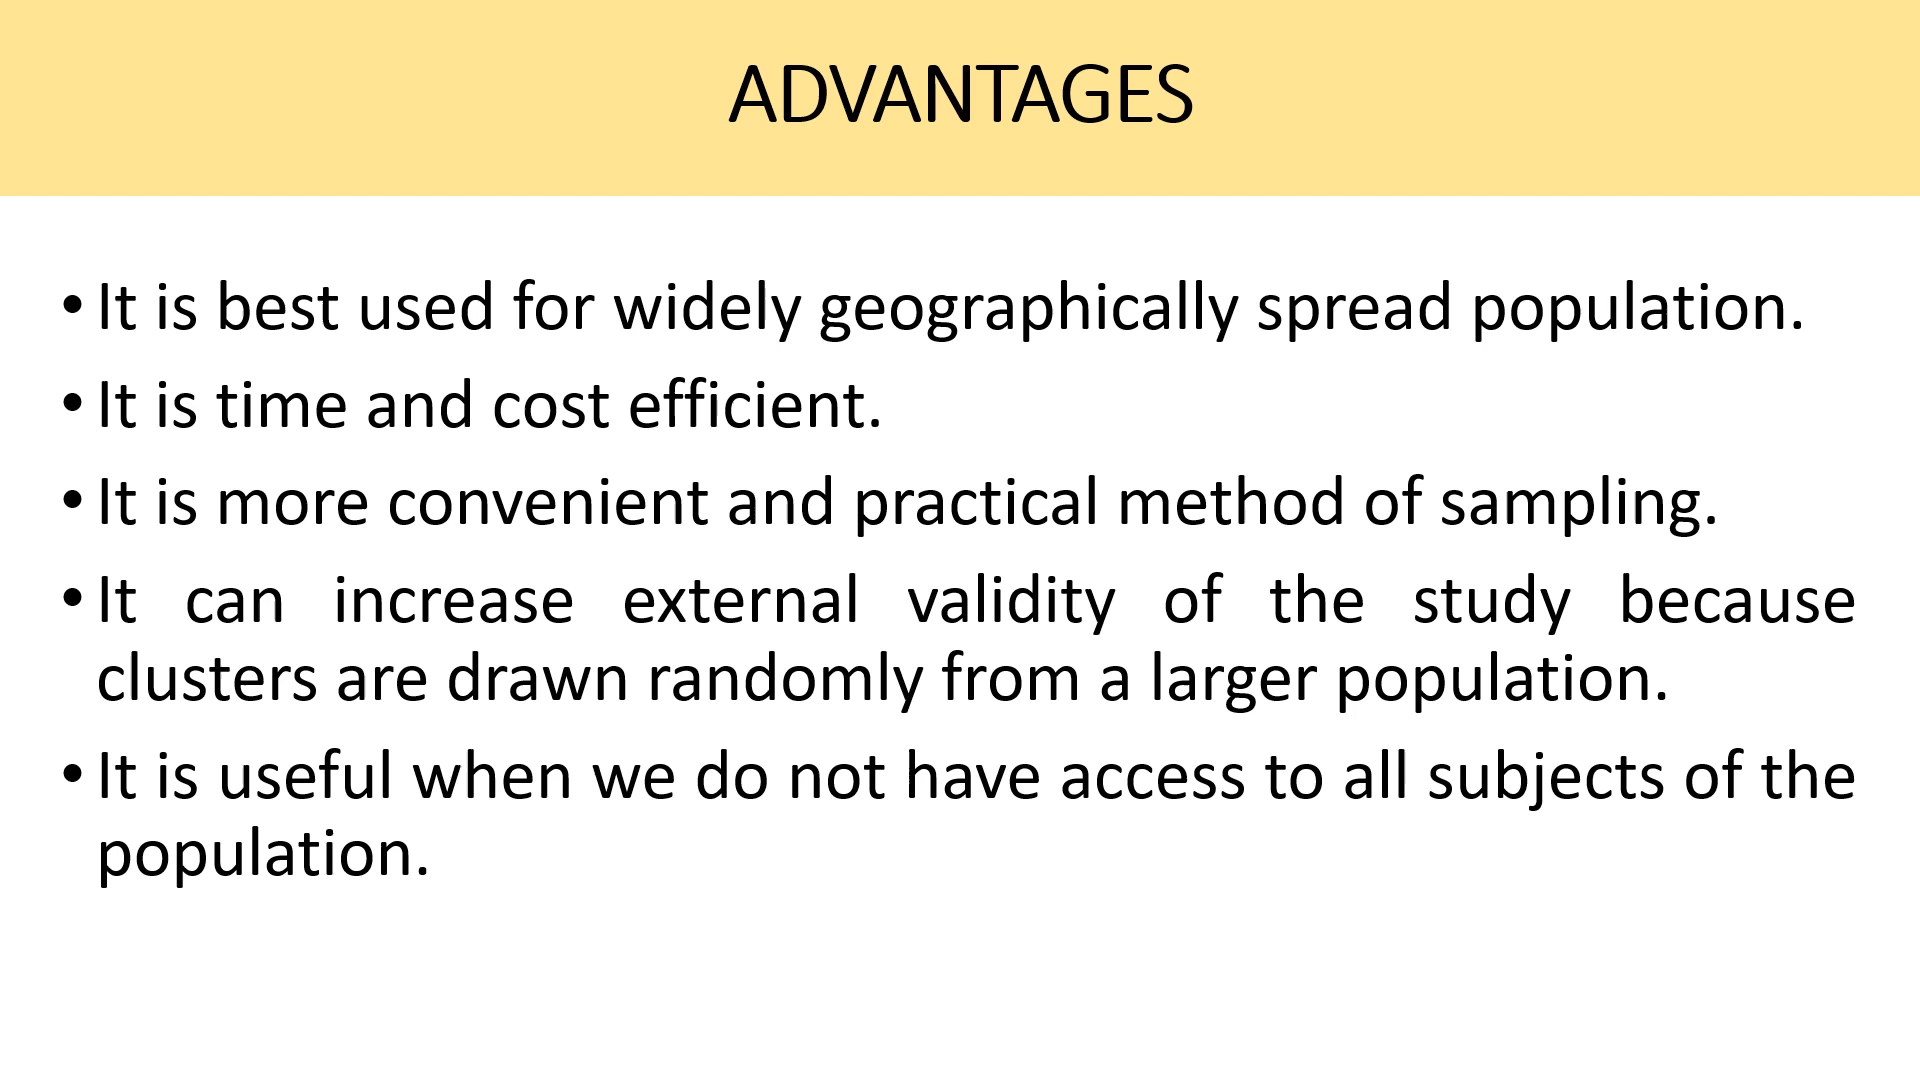 ADVANTAGES
• It is best used for widely geographically spread population.
• It is time and cost efficient.
• It is more convenient and practical method of sampling.
• It can increase external validity of the study because
clusters are drawn randomly from a larger population.
• It is useful when we do not have access to all subjects of the
population.